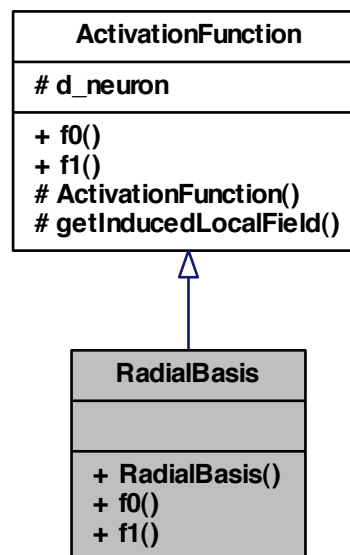 ActivationFunction
# d_neuron
+ f0()
+ f1()
# ActivationFunction()
# getInducedLocalField()
RadialBasis
+ RadialBasis()
+ f0()
+ f1()